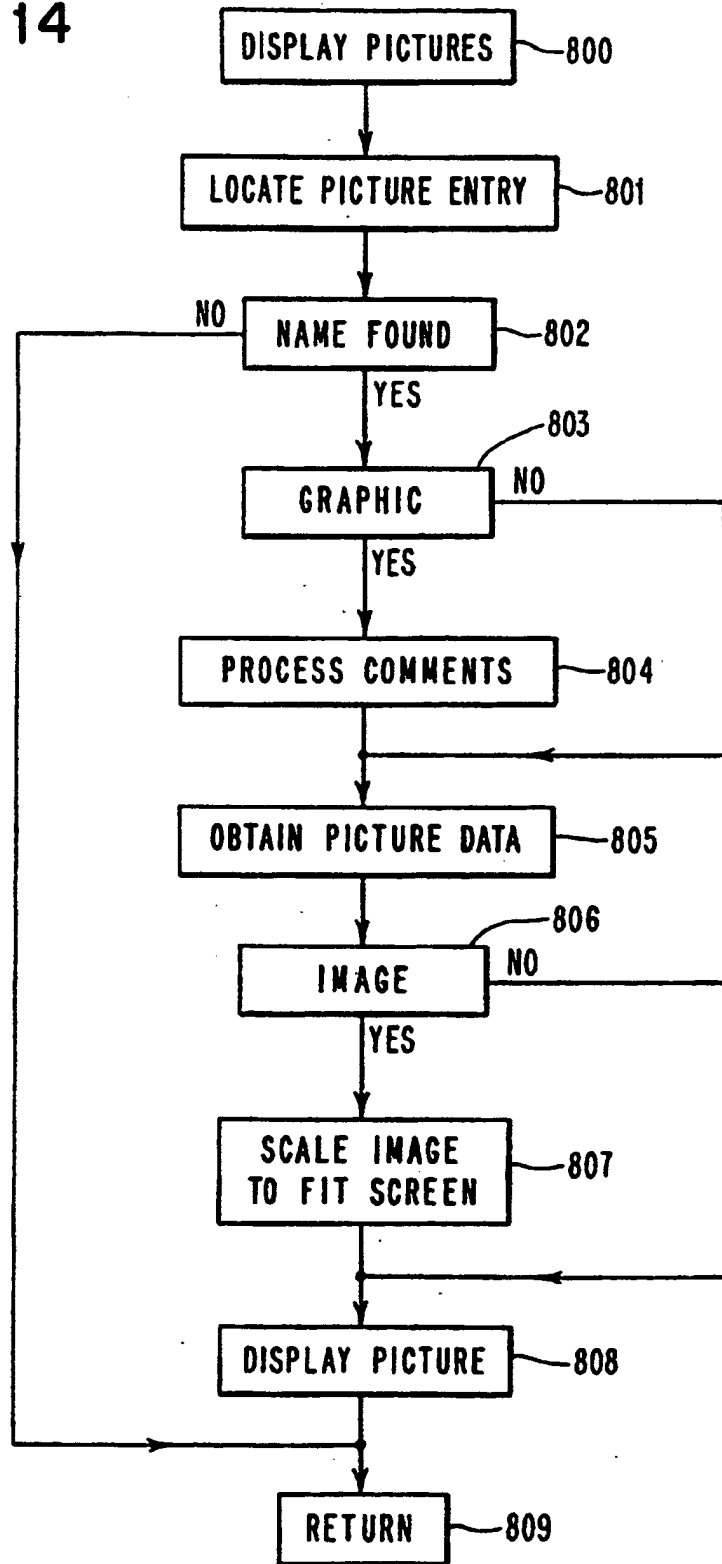 14
DISPLAY PICTURES 800
LOCATE PICTURE ENTRY 801
NO
NAME FOUND 802
YES
803
GRAPHIC NO
YES
PROCESS COMMENTS 804
OBTAIN PICTURE DATA 805
806
IMAGE NO
YES
SCALE IMAGE
TO FIT SCREEN 807
DISPLAY PICTURE 808
RETURN 809